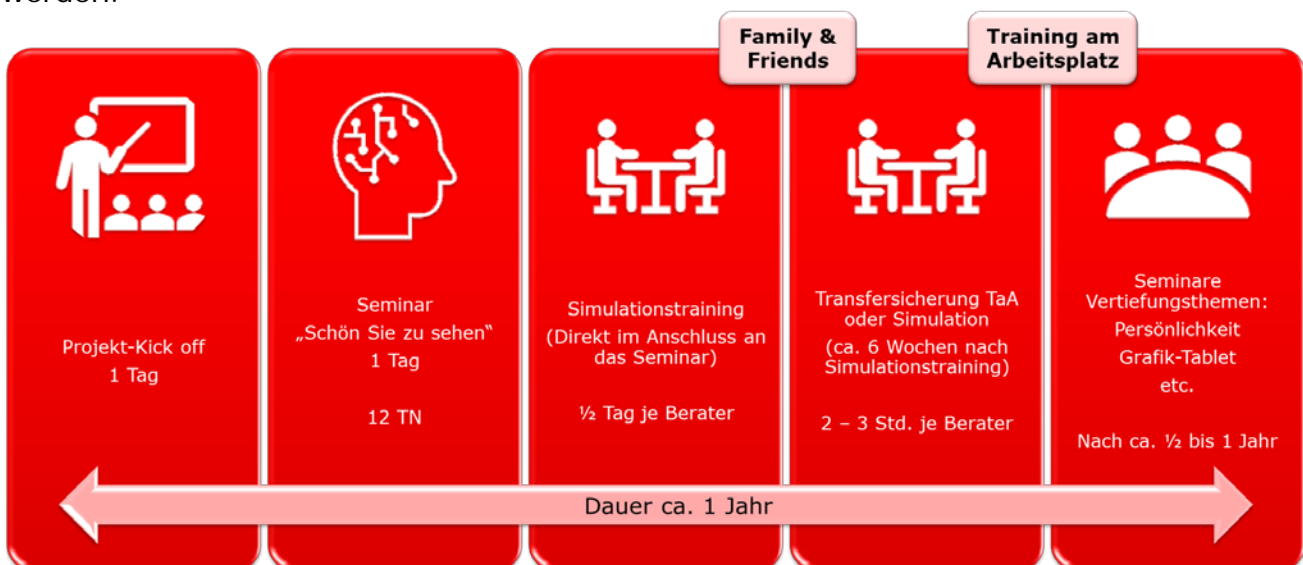 Family &
Friends
Training am
Arbeitsplatz
Projekt-Kick off
1 Tag
Seminar
„Schön Sie zu sehen“
1 Tag
12 TN
Simulationstraining
(Direkt im Anschluss an
das Seminar)
½ Tag je Berater
Transfersicherung TaA
oder Simulation
(ca. 6 Wochen nach
Simulationstraining)
2 – 3 Std. je Berater
Seminare
Vertiefungsthemen:
Persönlichkeit
Grafik-Tablet
etc.
Nach ca. ½ bis 1 Jahr
Dauer ca. 1 Jahr